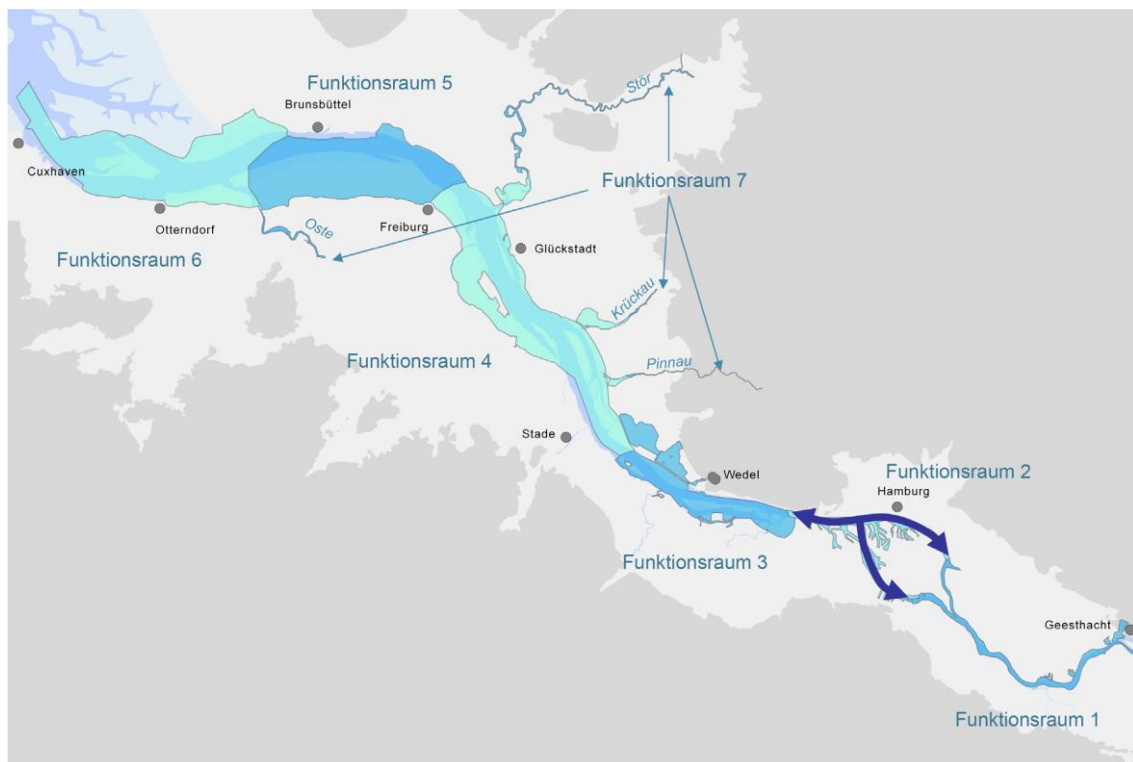 Funktionsraum 5
Brunsbüttel
Stör
Cuxhaven
Funktionsraum 7
Otterndorf
Oste
Freiburg
Glückstadt
Funktionsraum 6
Krückau
Funktionsraum 4
Pinnau
Stade
Wedel
Funktionsraum 2
Hamburg
Funktionsraum 3
Geesthacht
Funktionsraum 1